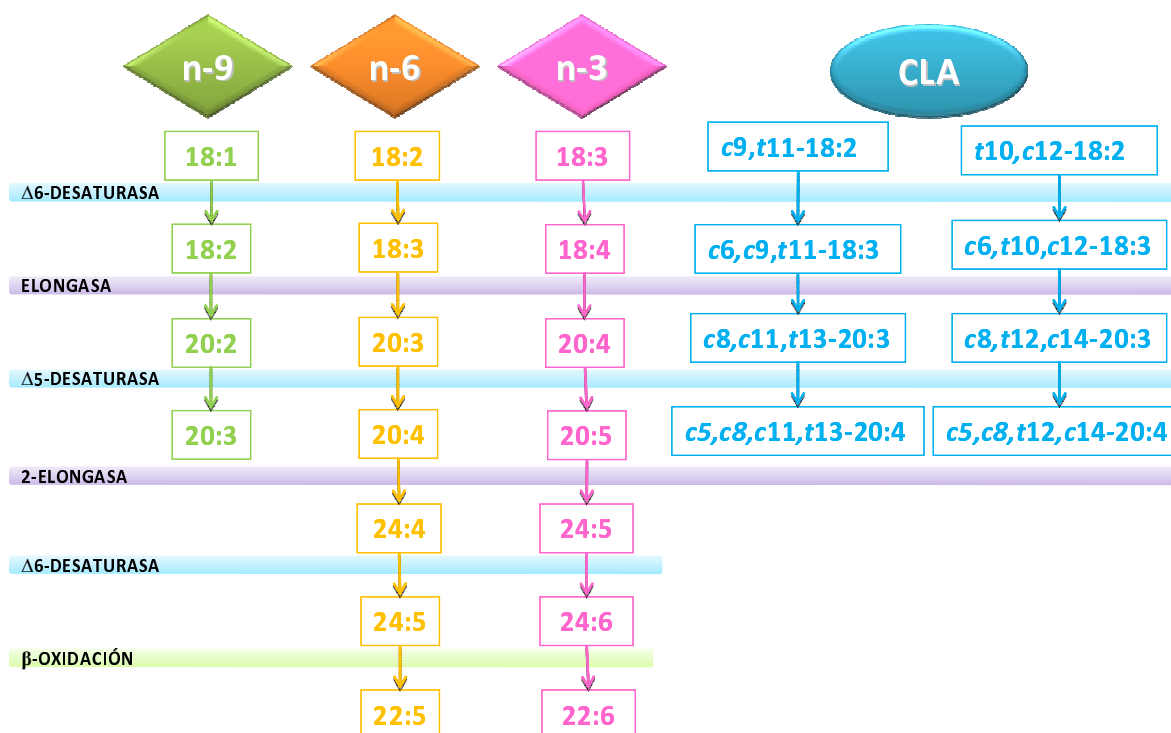 n-9 n-6 n-3 CLA
18:1 18:2 18:3 c9,t11-18:2 t10,c12-18:2
Δ6-DESATURASA
18:2 18:3 18:4 c6,c9,t11-18:3 c6,t10,c12-18:3
ELONGASA
20:2 20:3 20:4 c8,c11,t13-20:3 c8,t12,c14-20:3
Δ5-DESATURASA
20:3 20:4 20:5 c5,c8,c11,t13-20:4 c5,c8,t12,c14-20:4
2-ELONGASA
24:4 24:5
Δ6-DESATURASA
24:5 24:6
β-OXIDACIÓN
22:5 22:6